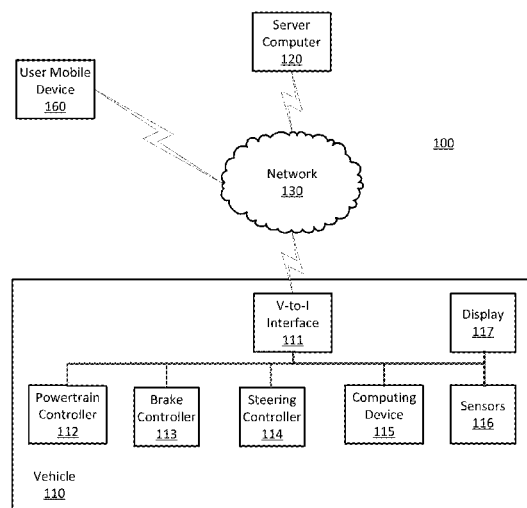 Server
Computer
120
User Mobile
Device
160
100
Network
130
V-to-I
Interface
111
Display
117
Powertrain
Controller
112
Brake
Controller
113
Steering
Controller
114
Computing
Device
115
Sensors
116
Vehicle
110